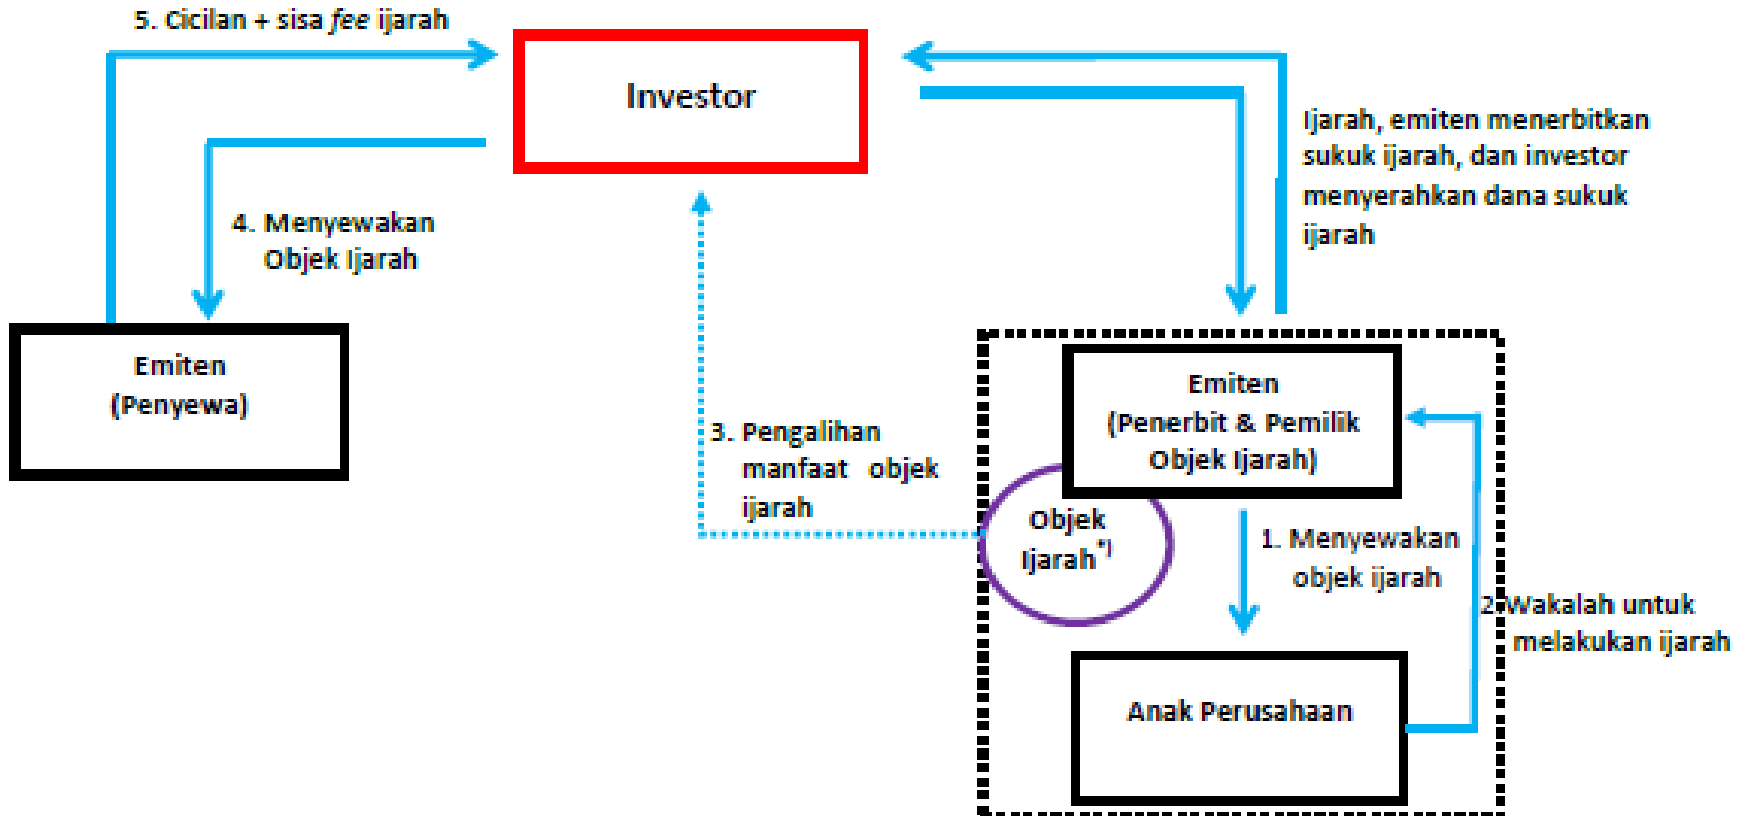 5. Cicilan + sisa fee ijarah
Investor
Ijarah, emiten menerbitkan
sukuk ijarah, dan investor
menyerahkan dana sukuk
ijarah
4. Menyewakan
Objek Ijarah
Emiten
(Penyewa)
Emiten
(Penerbit & Pemilik
Objek Ijarah)
3. Pengalihan
manfaat objek
ijarah
Objek
Ijarah*)
1. Menyewakan
objek ijarah
2. Wakalah untuk
melakukan ijarah
Anak Perusahaan